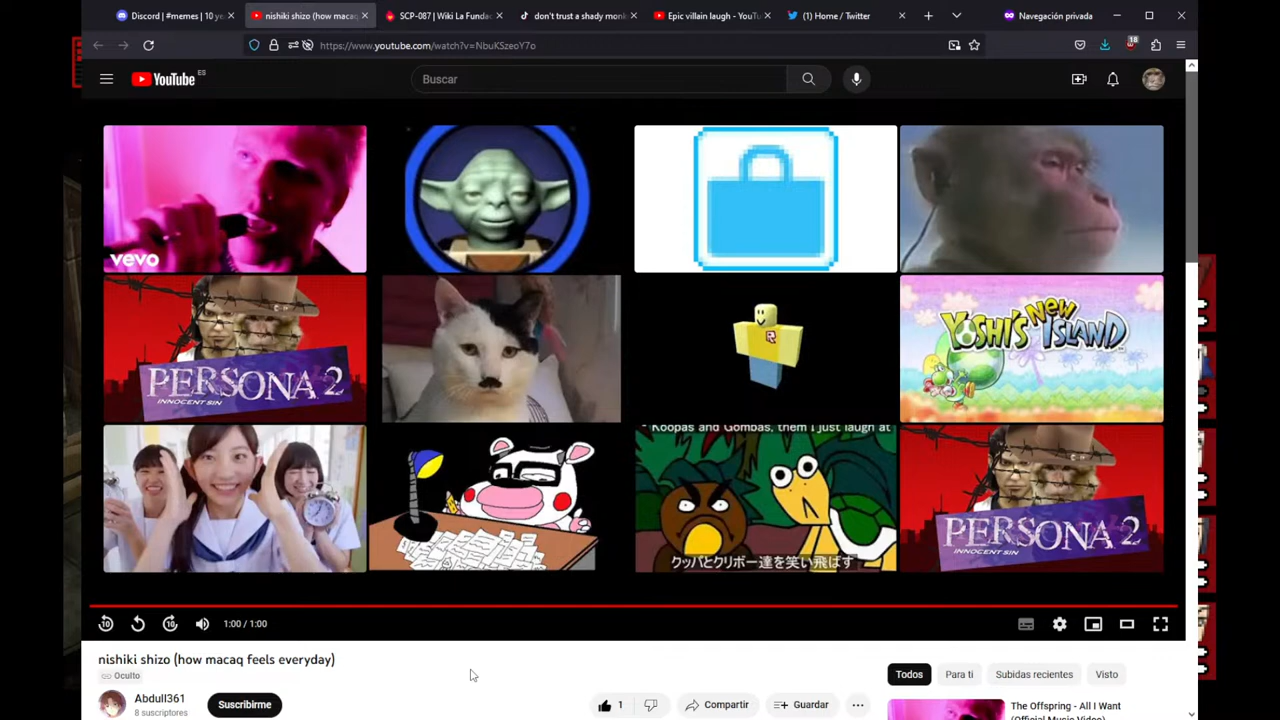 Discord | #memes | 10 ye
nishiki shizo (how macaq
SCP-087 | Wiki La Funda
don't trust a shady monk
Epic villain laugh - YouT
(1) Home / Twitter
Navegación privada
https://www.youtube.com/watch?v=NbuKSzeoY7o
18
YouTube ES
Buscar
vevo
PERSONA 2
INNOCENT SIN
YOSHI'S New ISLAND
- Koopas and Gombas, them I just laugh at
クッパとクリボー達を笑い飛ばす
PERSONA 2
INNOCENT SIN
10
10
1:00 / 1:00
nishiki shizo (how macaq feels everyday)
Oculto
Abdull361
8 suscriptores
Suscribirme
1
Compartir
Guardar
Todos
Para ti
Subidas recientes
Visto
The Offspring - All I Want
(Official Music Video)